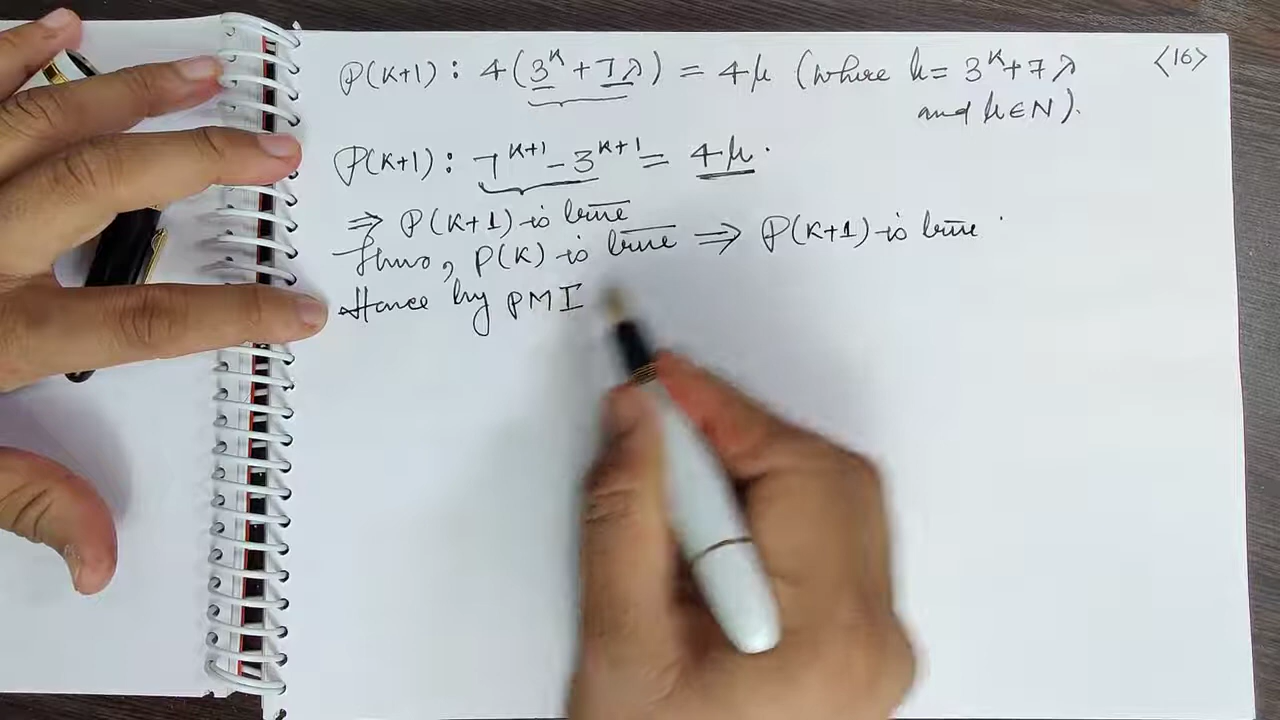 P(K+1) : 4(3^K + 7λ) = 4μ (where μ = 3^K + 7λ
and μ ∈ N).
<16>
P(K+1) : 7^{K+1} - 3^{K+1} = 4μ.
⇒ P(K+1) is true
Thus, P(K) is true ⇒ P(K+1) is true.
Hence by PMI